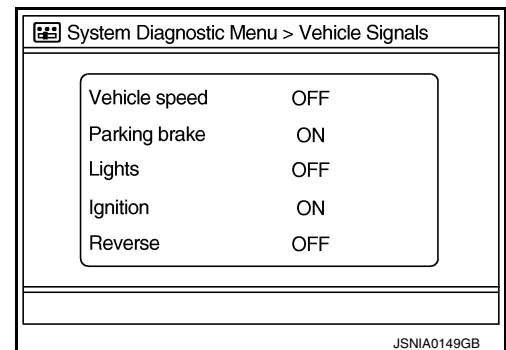 System Diagnostic Menu > Vehicle Signals
Vehicle speed OFF
Parking brake ON
Lights OFF
Ignition ON
Reverse OFF
JSNIA0149GB